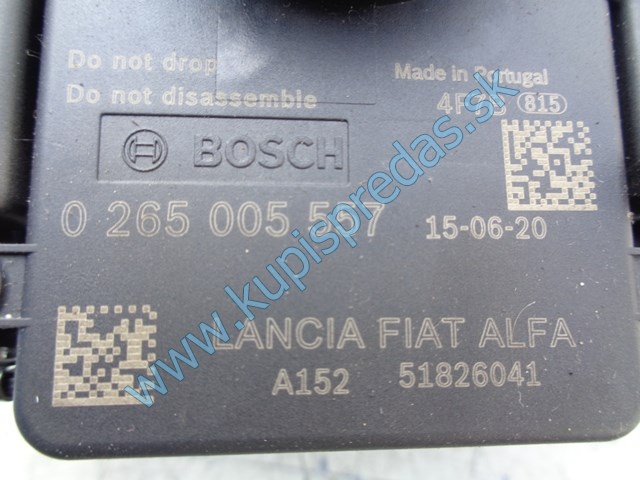 Do not drop
Do not disassemble
Made in Portugal
815
BOSCH
0 265 005
15-06-20
LANCIA FIAT ALFA
A152 51826041
www.kupispredas.sk